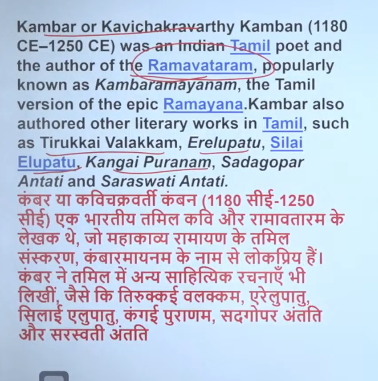 Kambar or Kavichakravarthy Kamban (1180
CE–1250 CE) was an Indian Tamil poet and
the author of the Ramavataram, popularly
known as Kambaramayanam, the Tamil
version of the epic Ramayana.Kambar also
authored other literary works in Tamil, such
as Tirukkai Valakkam, Erelupatu, Silai
Elupatu, Kangai Puranam, Sadagopar
Antati and Saraswati Antati.
कंबर या कविचक्रवर्ती कंबन (1180 सीई-1250
सीई) एक भारतीय तमिल कवि और रामावतारम के
लेखक थे, जो महाकाव्य रामायण के तमिल
संस्करण, कंबारमायनम के नाम से लोकप्रिय हैं।
कंबर ने तमिल में अन्य साहित्यिक रचनाएँ भी
लिखीं, जैसे कि तिरुक्कई वलक्कम, एरेलुपातु,
सिलाई एलुपातु, कंगई पुराणम, सदगोपर अंतति
और सरस्वती अंतति